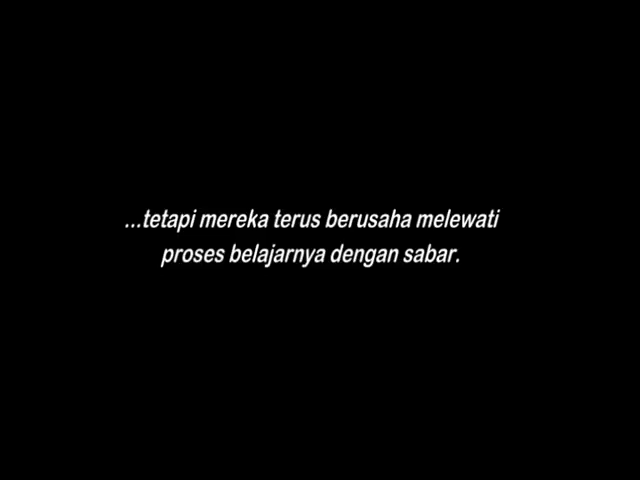 ...tetapi mereka terus berusaha melewati
proses belajarnya dengan sabar.